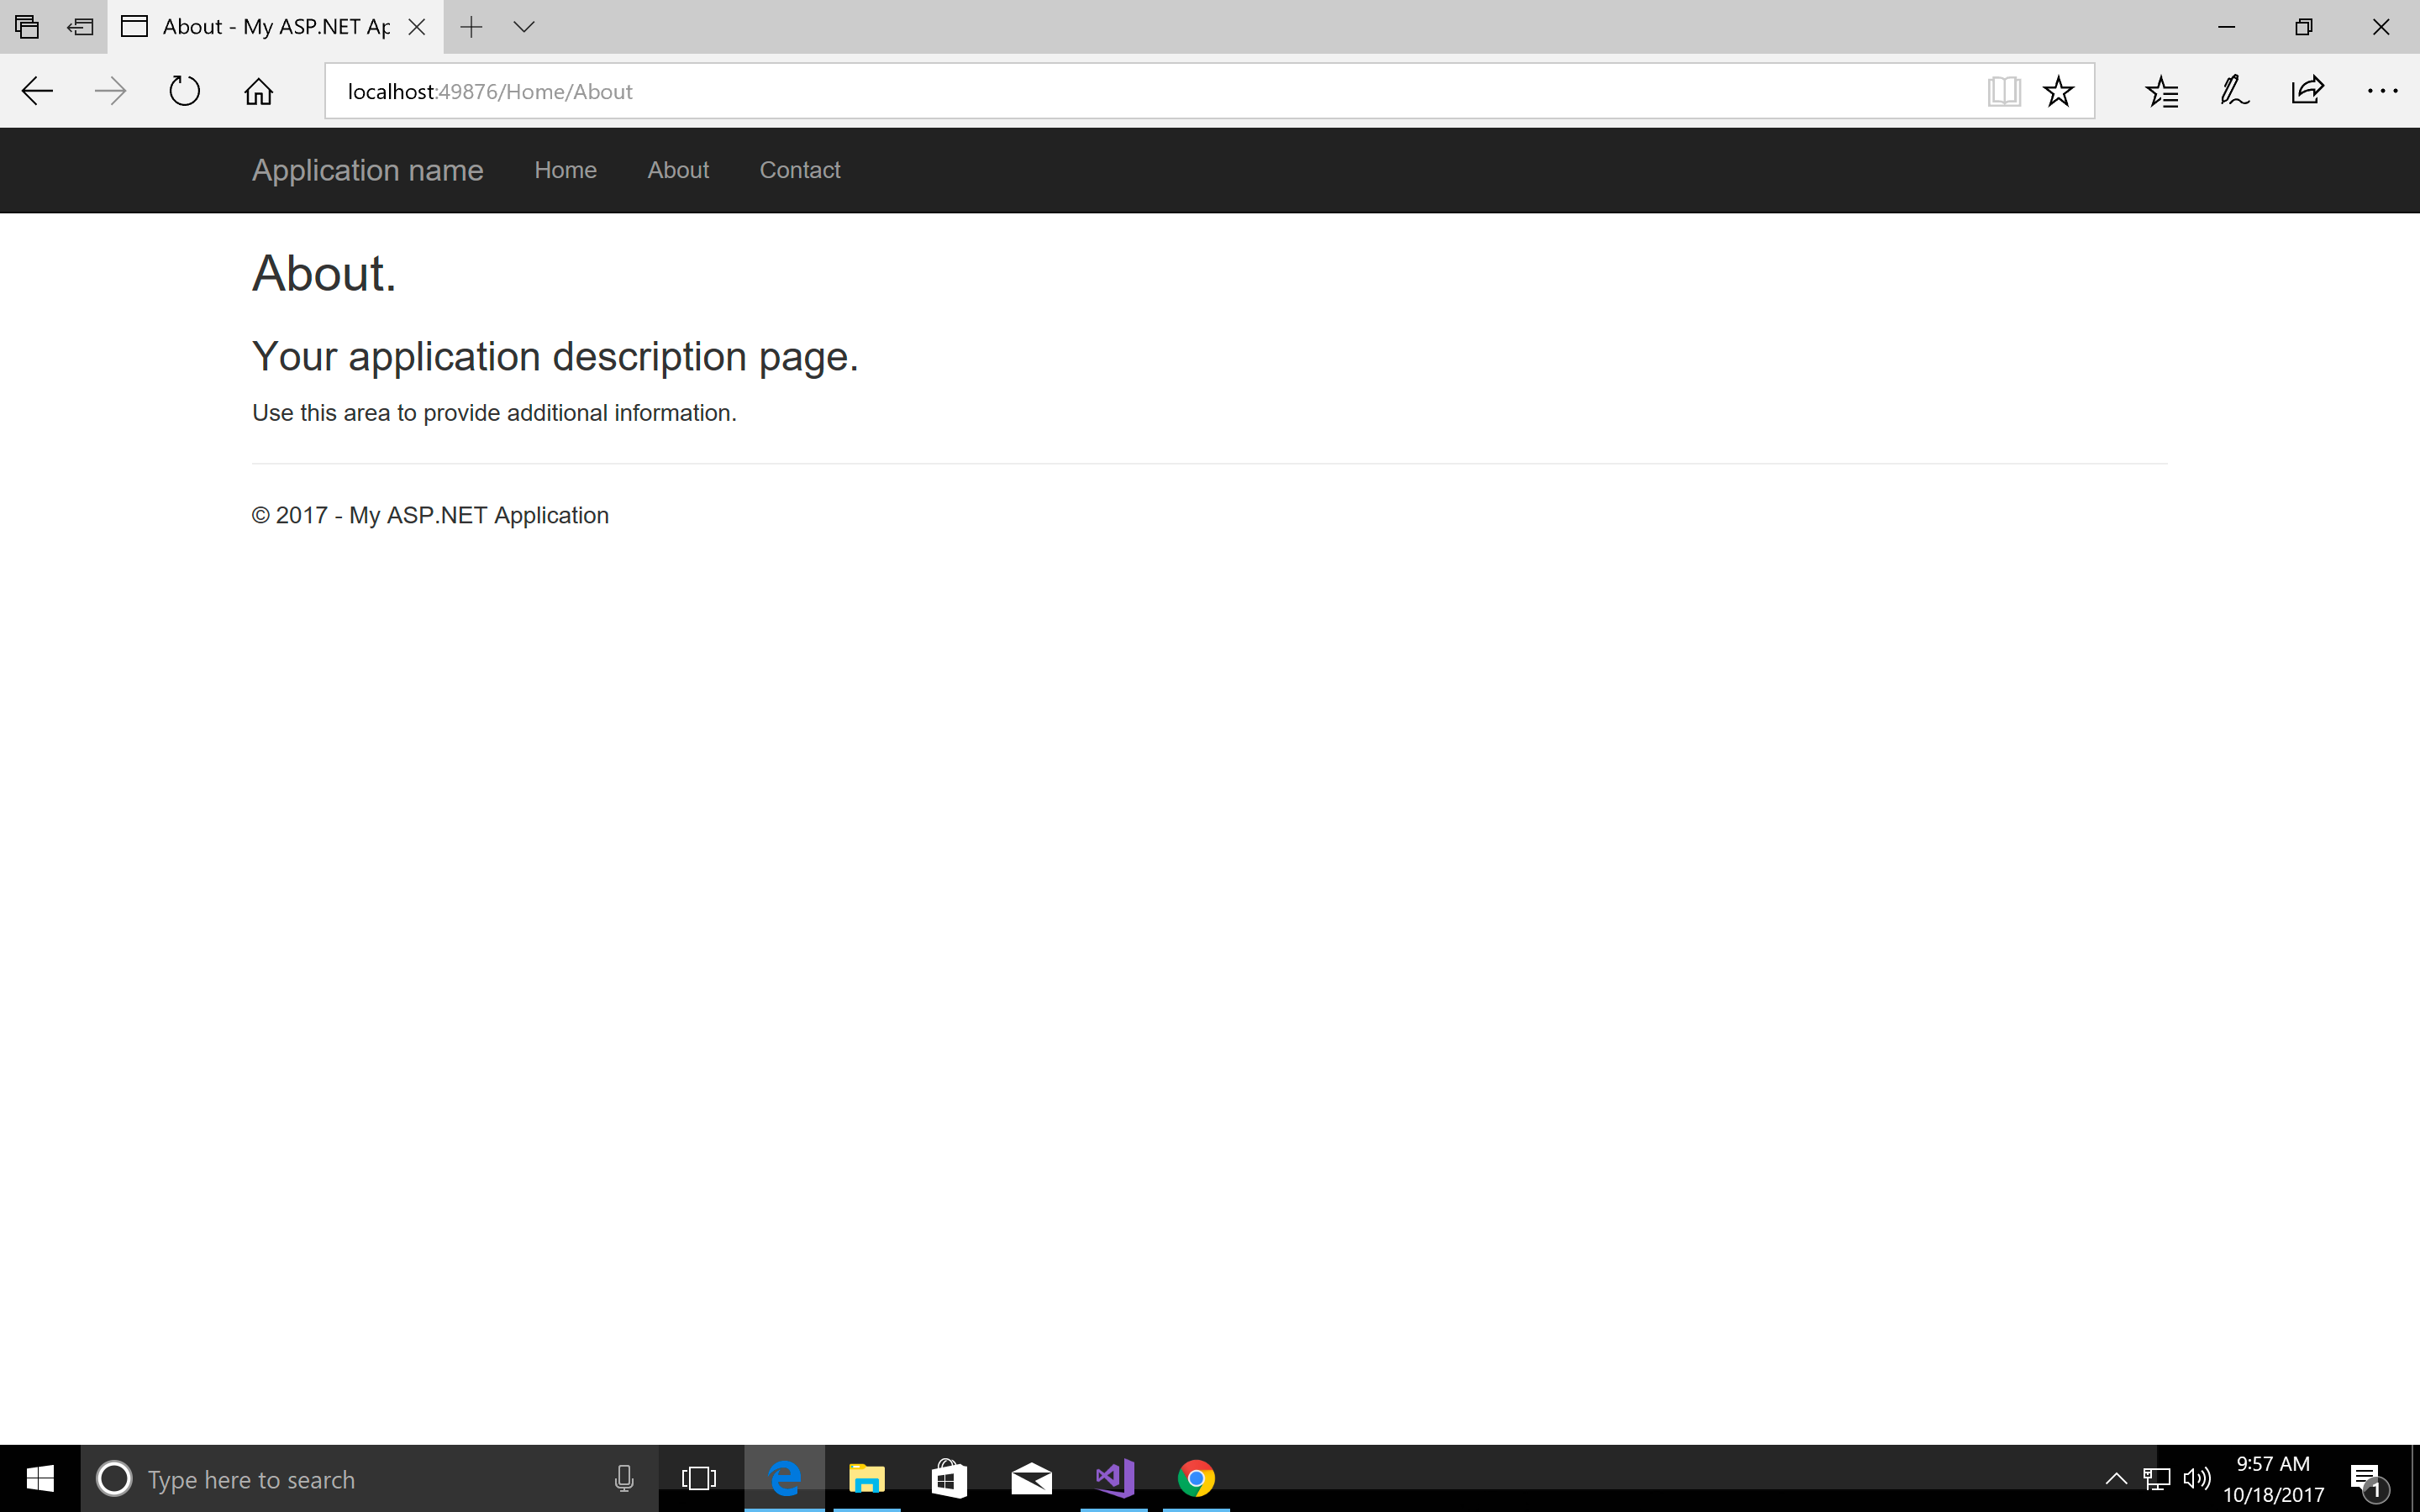 About - My ASP.NET Ap
localhost:49876/Home/About
Application name Home About Contact
About.
Your application description page.
Use this area to provide additional information.
© 2017 - My ASP.NET Application
Type here to search
9:57 AM
10/18/2017
1